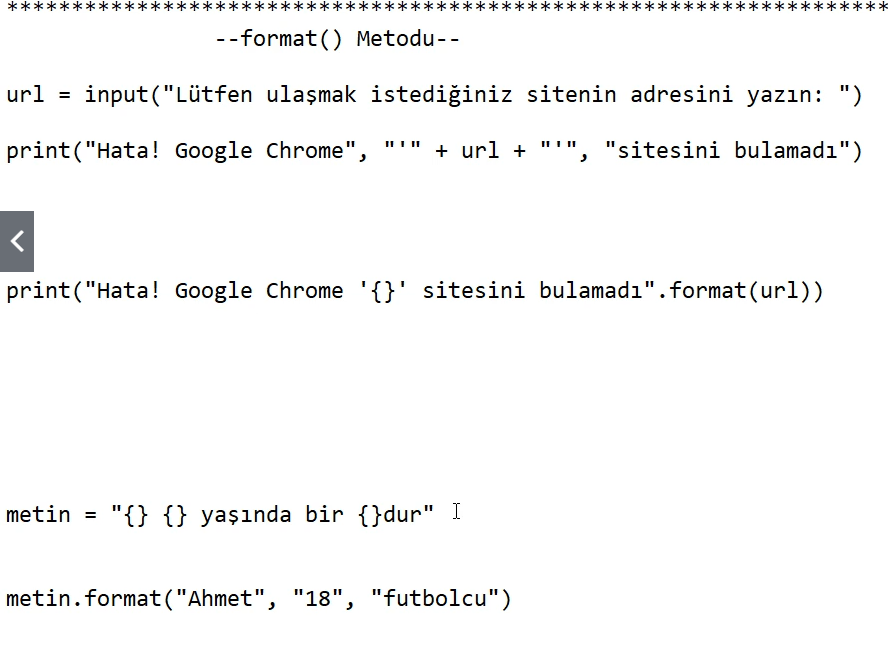 ********************************************************************
--format() Metodu--
url = input("Lütfen ulaşmak istediğiniz sitenin adresini yazın: ")
print("Hata! Google Chrome", "'" + url + "'", "sitesini bulamadı")
print("Hata! Google Chrome '{}' sitesini bulamadı".format(url))
metin = "{} {} yaşında bir {}dur"
metin.format("Ahmet", "18", "futbolcu")